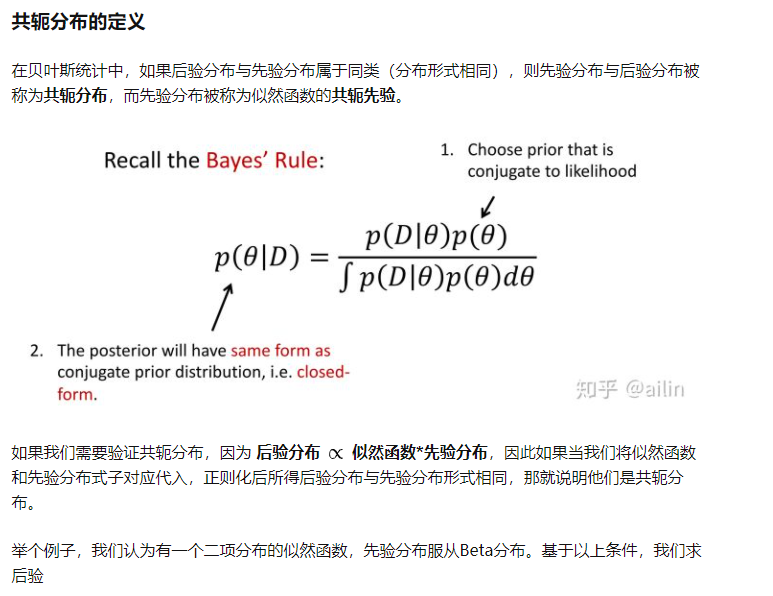 共轭分布的定义
在贝叶斯统计中，如果后验分布与先验分布属于同类（分布形式相同），则先验分布与后验分布被
称为共轭分布，而先验分布被称为似然函数的共轭先验。
Recall the Bayes' Rule:
1. Choose prior that is
conjugate to likelihood
p(θ|D) = p(D|θ)p(θ) / ∫ p(D|θ)p(θ)dθ
2. The posterior will have same form as
conjugate prior distribution, i.e. closed-
form.
知乎 @ailin
如果我们需要验证共轭分布，因为 后验分布 ∝ 似然函数*先验分布，因此如果当我们将似然函数
和先验分布式子对应代入，正则化后所得后验分布与先验分布形式相同，那就说明他们是共轭分
布。
举个例子，我们认为有一个二项分布的似然函数，先验分布服从Beta分布。基于以上条件，我们求
后验